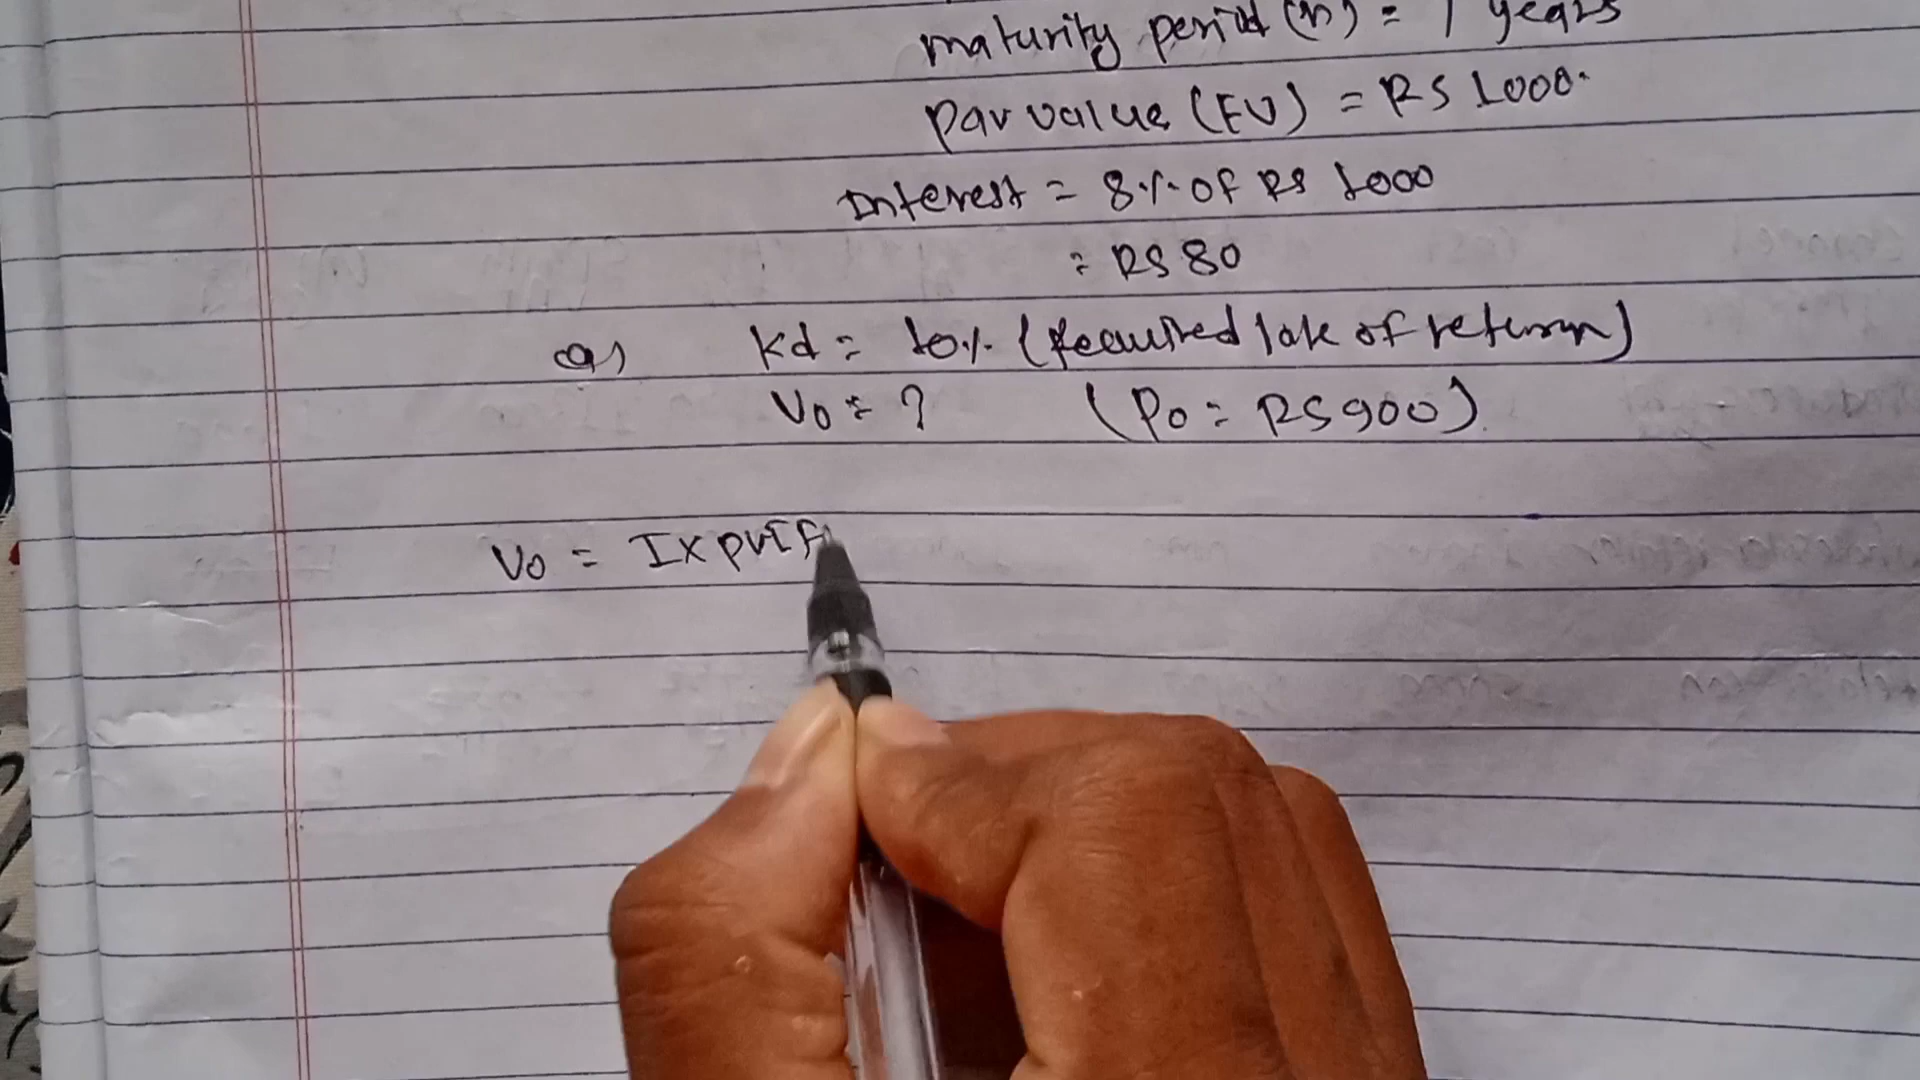 maturity period (n) = 7 years
Par value (FV) = RS 1000.
Interest = 8% OF RS 1000
= RS 80
a) Kd = 10% (Required rate of return)
V0 = ? (P0 = RS 900)
V0 = I x PVIF